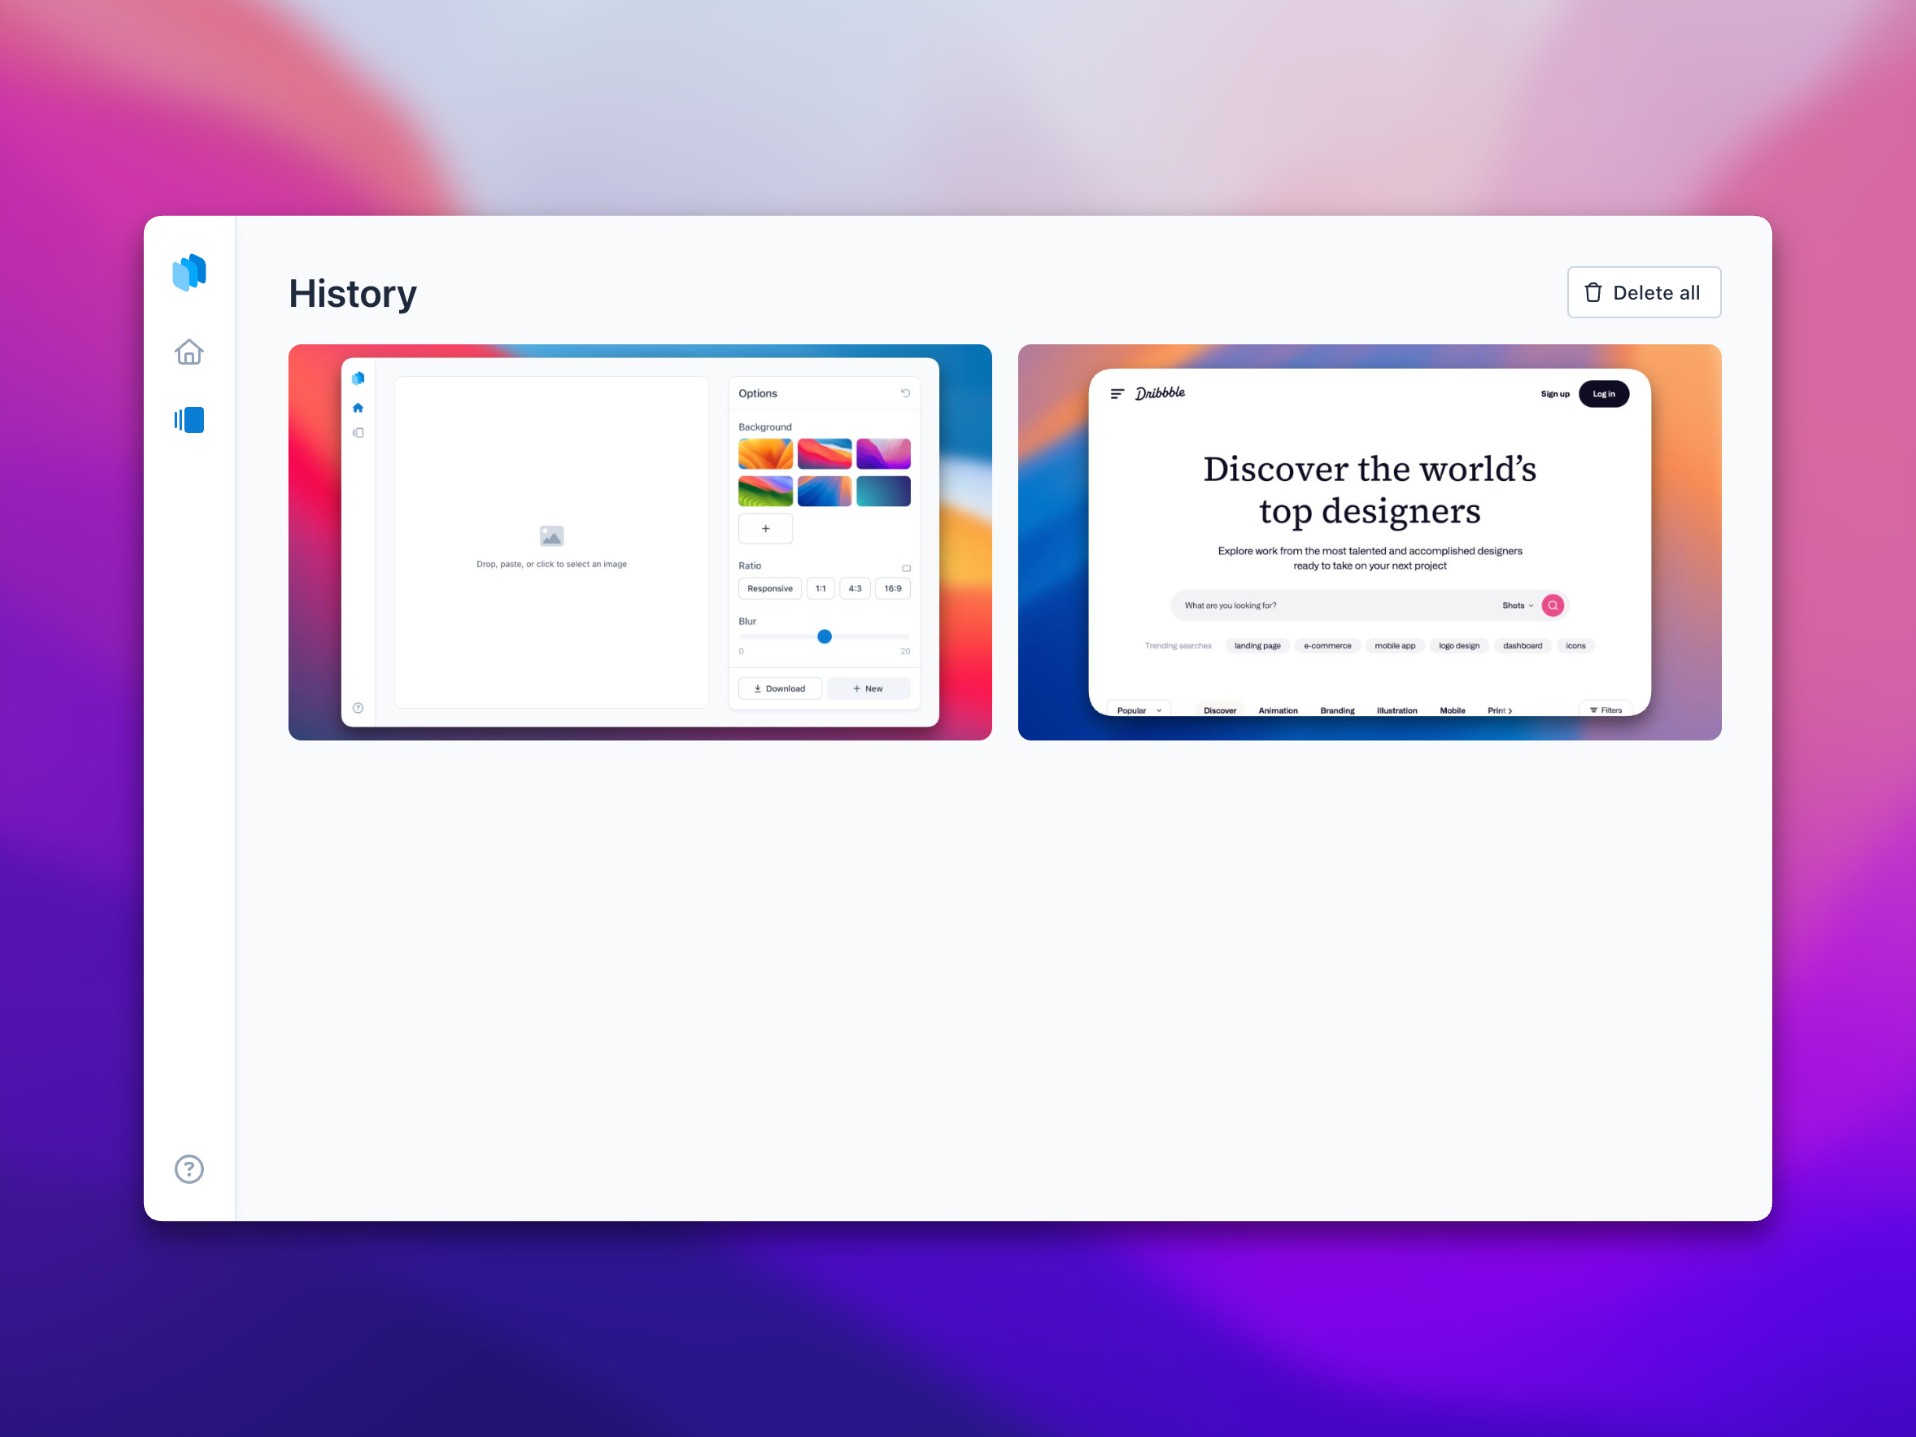 History
Delete all
Options
Background
Drop, paste, or click to select an image
+
Ratio
Responsive 1:1 4:3 16:9
Blur
0 20
Download + New
Dribbble
Sign up Log in
Discover the world’s
top designers
Explore work from the most talented and accomplished designers
ready to take on your next project
What are you looking for? Shots
Trending searches landing page e-commerce mobile app logo design dashboard icons
Popular Discover Animation Branding Illustration Mobile Print Filters
?